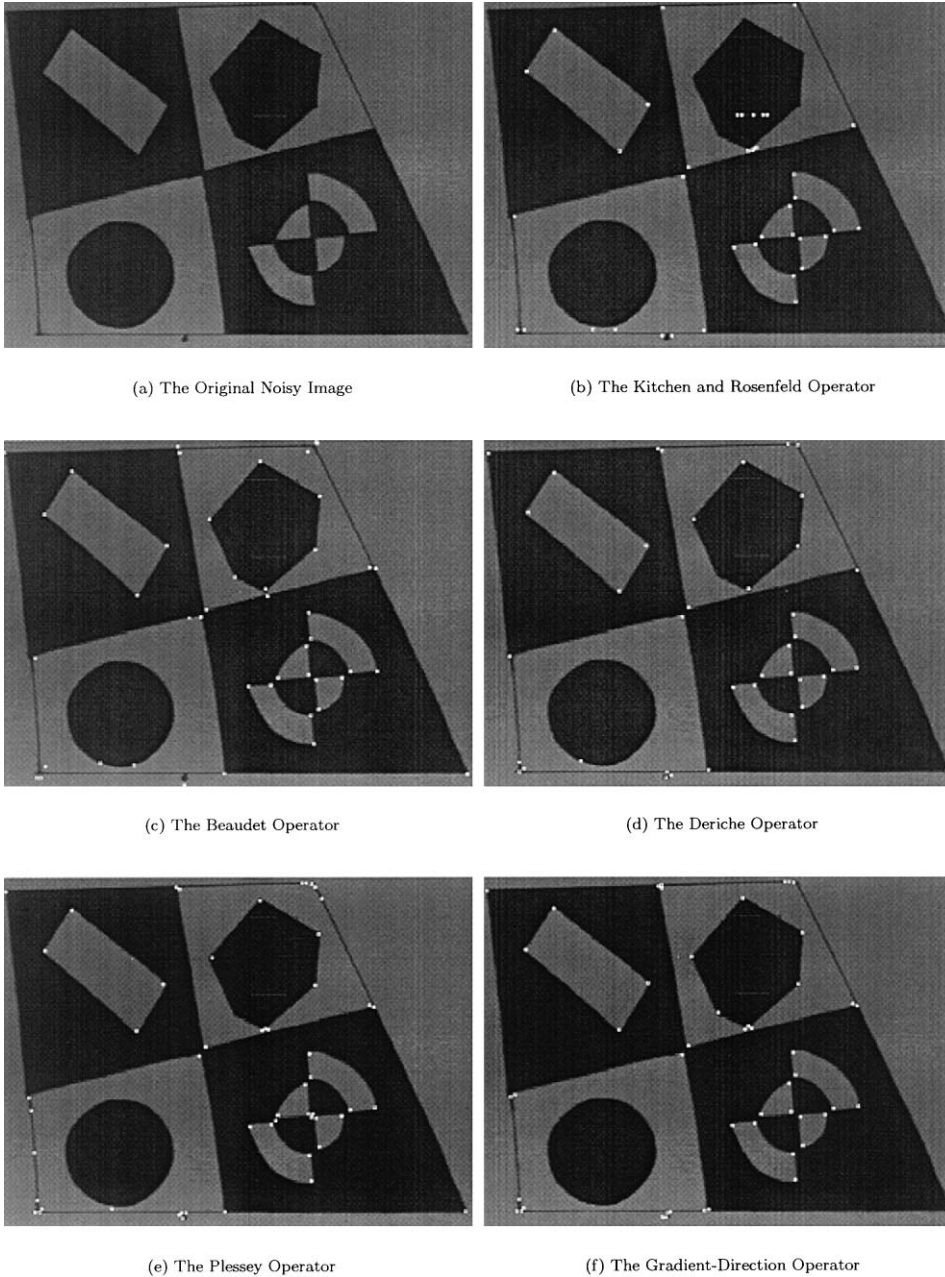 (a) The Original Noisy Image
(b) The Kitchen and Rosenfeld Operator
(c) The Beaudet Operator
(d) The Deriche Operator
(e) The Plessey Operator
(f) The Gradient-Direction Operator